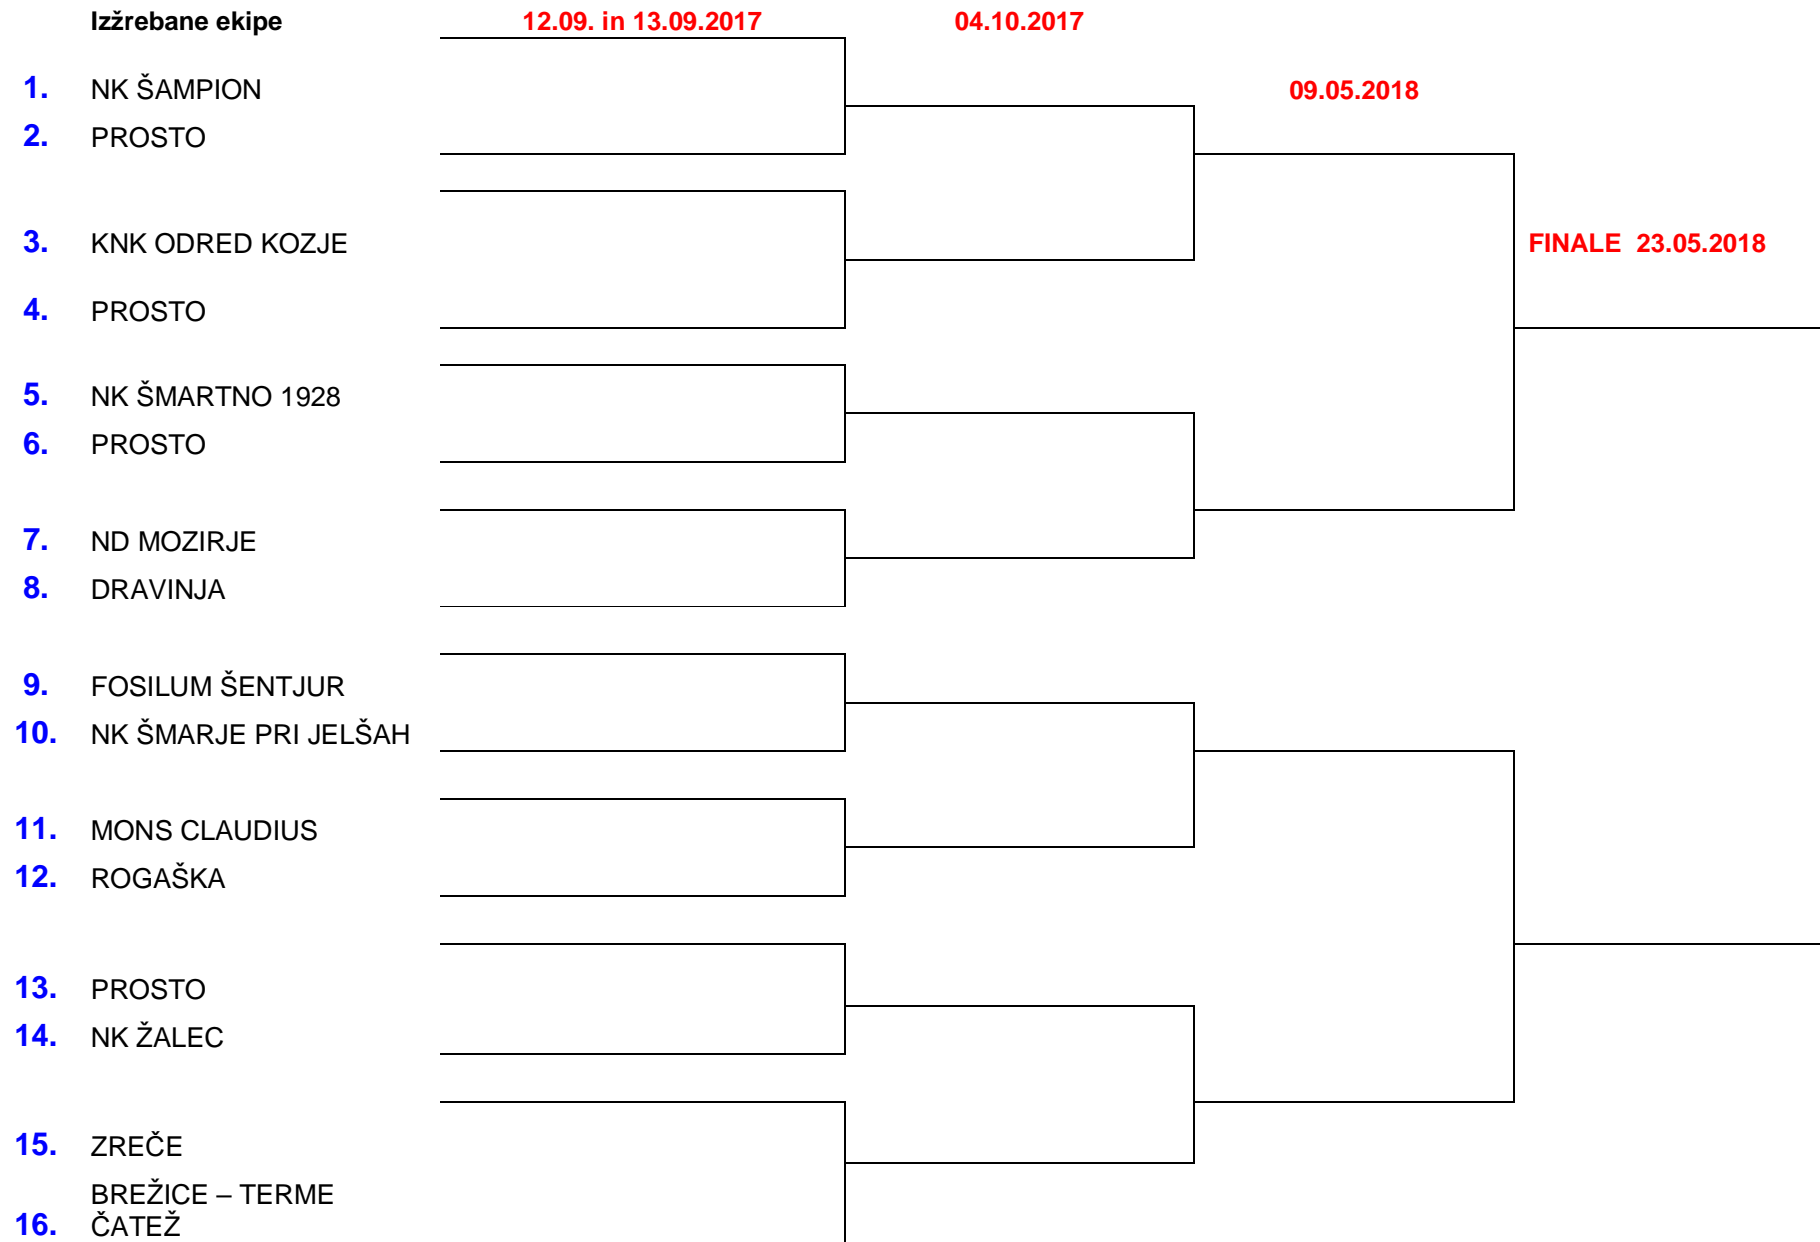 Izžrebane ekipe 12.09. in 13.09.2017 04.10.2017
1. NK ŠAMPION 09.05.2018
2. PROSTO
3. KNK ODRED KOZJE FINALE 23.05.2018
4. PROSTO
5. NK ŠMARTNO 1928
6. PROSTO
7. ND MOZIRJE
8. DRAVINJA
9. FOSILUM ŠENTJUR
10. NK ŠMARJE PRI JELŠAH
11. MONS CLAUDIUS
12. ROGAŠKA
13. PROSTO
14. NK ŽALEC
15. ZREČE
BREŽICE – TERME
16. ČATEŽ